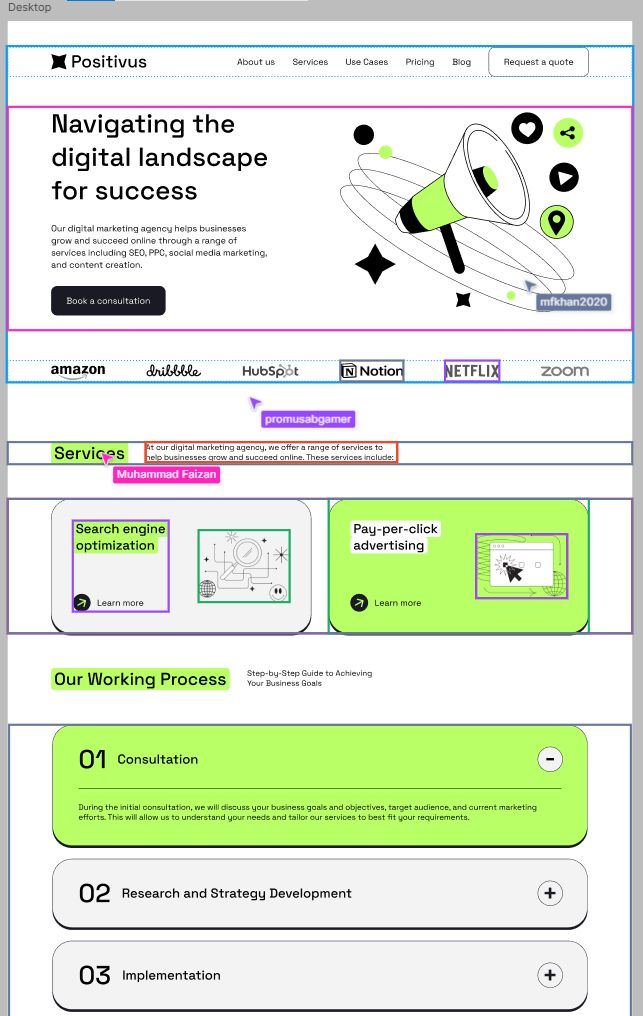 Desktop
Positivus
About us
Services
Use Cases
Pricing
Blog
Request a quote
Navigating the
digital landscape
for success
Our digital marketing agency helps businesses
grow and succeed online through a range of
services including SEO, PPC, social media marketing,
and content creation.
Book a consultation
mfkhan2020
amazon
dribbble
HubSpot
Notion
NETFLIX
zoom
promusabgamer
Services
At our digital marketing agency, we offer a range of services to
help businesses grow and succeed online. These services include:
Muhammad Faizan
Search engine
optimization
Learn more
Pay-per-click
advertising
Learn more
Our Working Process
Step-by-Step Guide to Achieving
Your Business Goals
01 Consultation
During the initial consultation, we will discuss your business goals and objectives, target audience, and current marketing
efforts. This will allow us to understand your needs and tailor our services to best fit your requirements.
02 Research and Strategy Development
03 Implementation